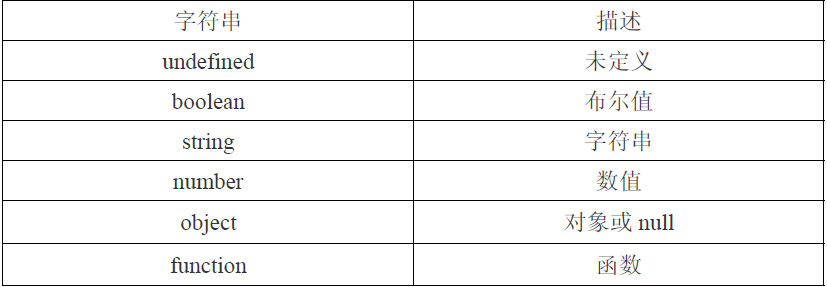 字符串 描述
undefined 未定义
boolean 布尔值
string 字符串
number 数值
object 对象或 null
function 函数